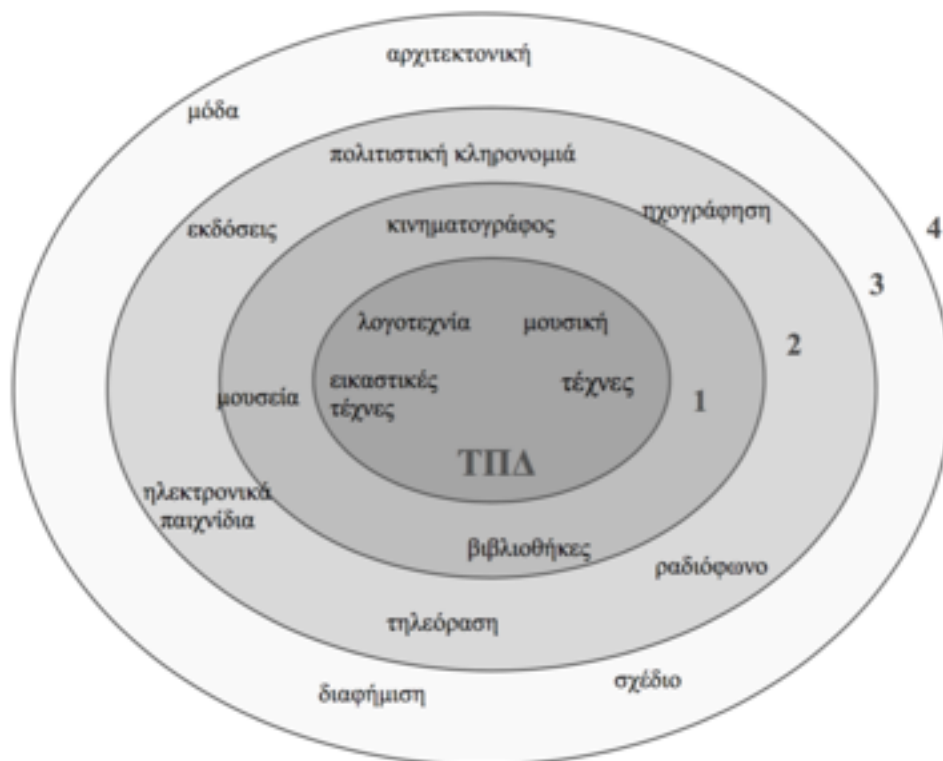 αρχιτεκτονική
μόδα
πολιτιστική κληρονομιά
ηχογράφηση
εκδόσεις
κινηματογράφος
4
3
λογοτεχνία
μουσική
2
εικαστικές
τέχνες
τέχνες
μουσεία
1
ΤΠΔ
ηλεκτρονικά
παιχνίδια
βιβλιοθήκες
ραδιόφωνο
τηλεόραση
σχέδιο
διαφήμιση